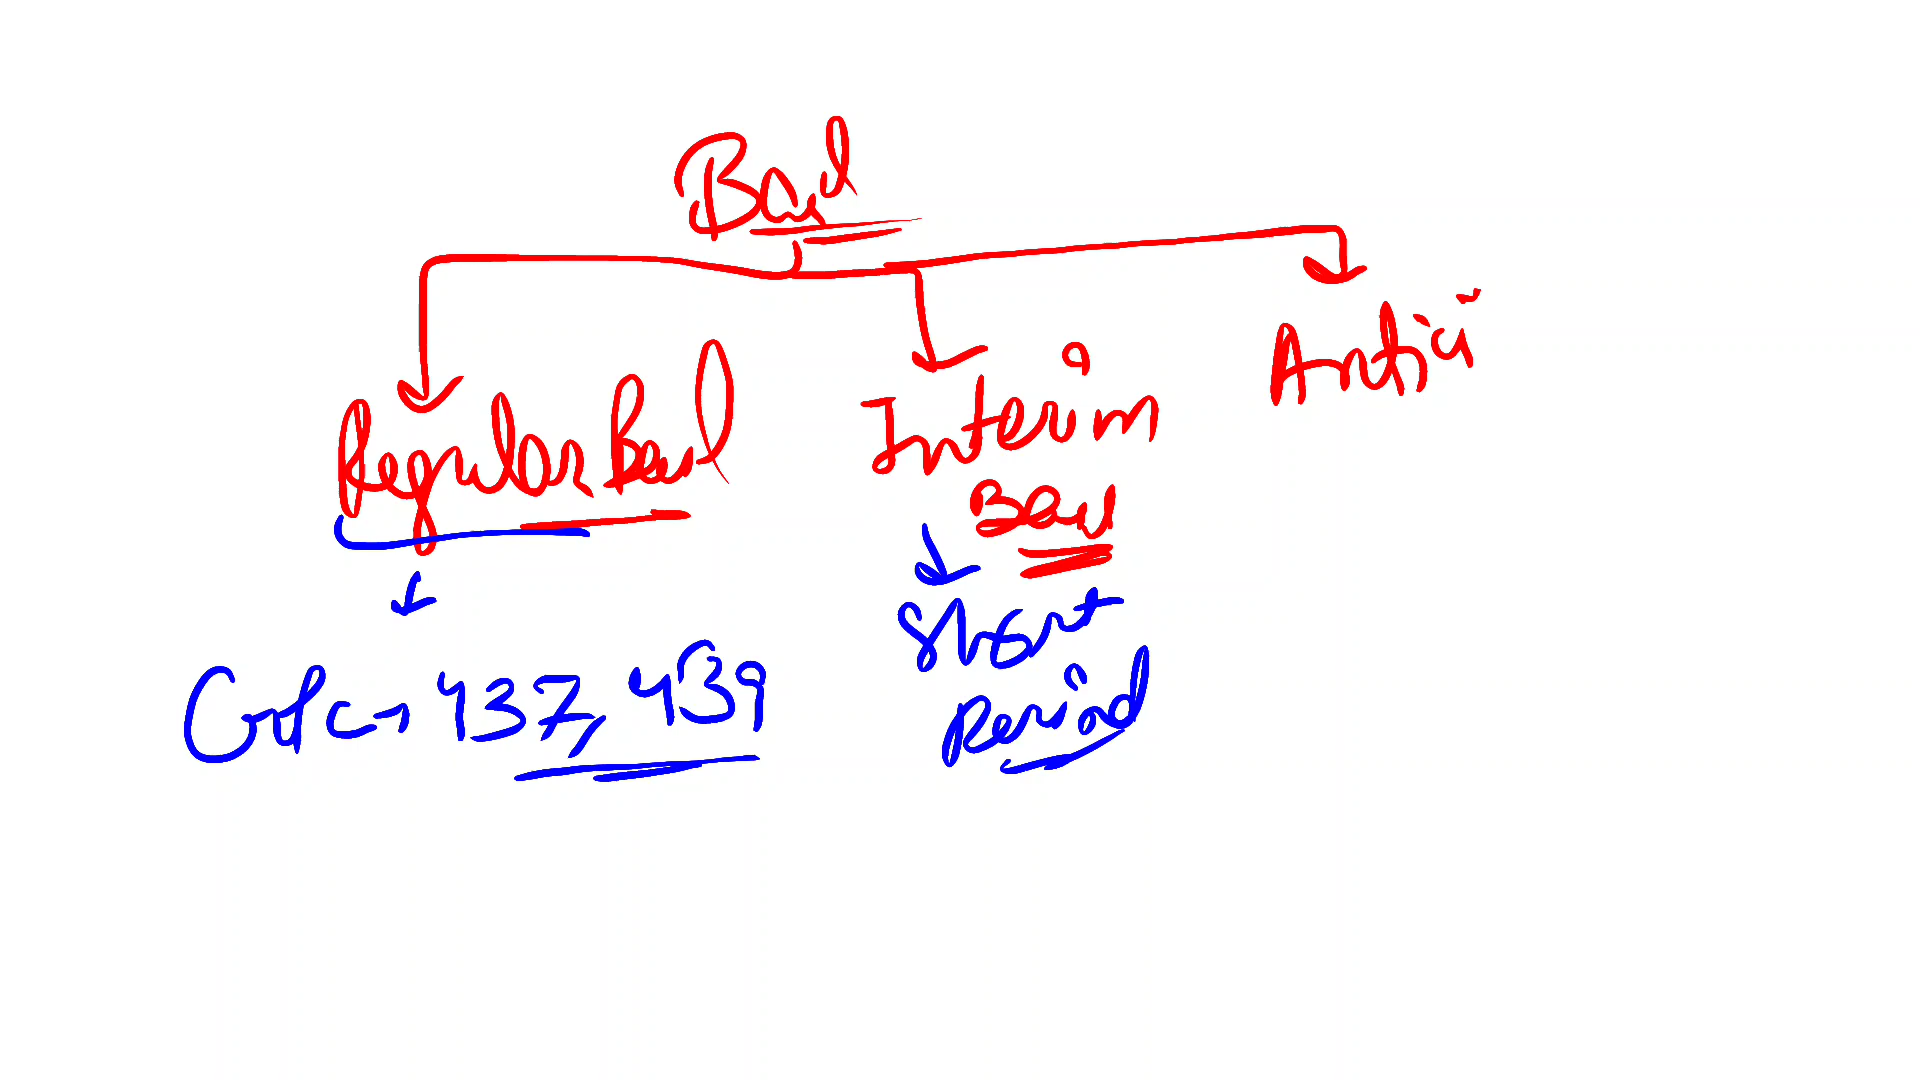 Bail
Regular Bail
Interim
Bail
Antici
CrPC → 437, 439
Short
Period